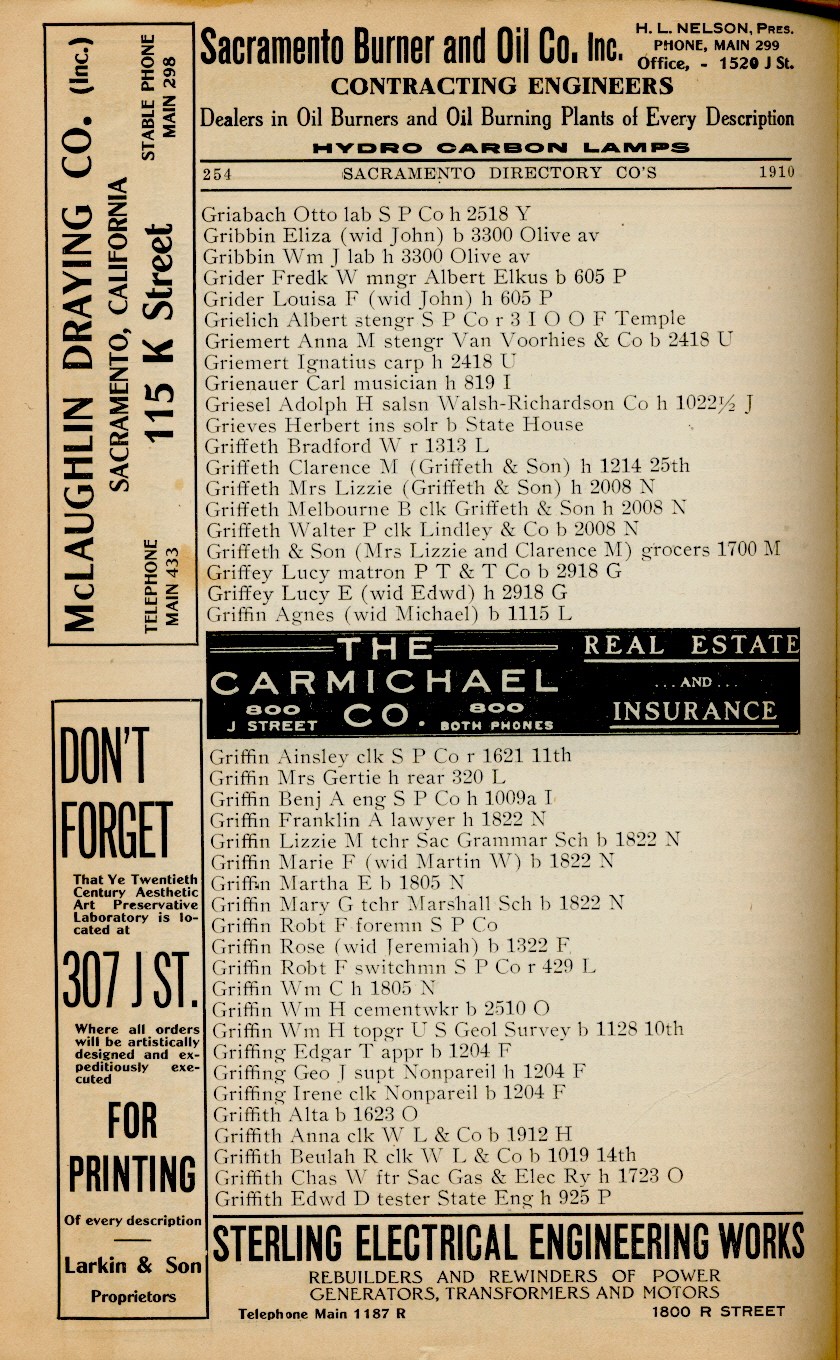 Sacramento Burner and Oil Co. Inc.
H. L. NELSON, PRES.
PHONE, MAIN 299
Office, - 1520 J St.
CONTRACTING ENGINEERS
Dealers in Oil Burners and Oil Burning Plants of Every Description
HYDRO CARBON LAMPS
254 SACRAMENTO DIRECTORY CO'S 1910
McLAUGHLIN DRAYING CO. (Inc.)
SACRAMENTO, CALIFORNIA
TELEPHONE
MAIN 433
115 K Street
STABLE PHONE
MAIN 298
Griabach Otto lab S P Co h 2518 Y
Gribbin Eliza (wid John) b 3300 Olive av
Gribbin Wm J lab h 3300 Olive av
Grider Fredk W mngr Albert Elkus b 605 P
Grider Louisa F (wid John) h 605 P
Grielich Albert stengr S P Co r 3 I O O F Temple
Griemert Anna M stengr Van Voorhies & Co b 2418 U
Griemert Ignatius carp h 2418 U
Grienauer Carl musician h 819 I
Griesel Adolph H salsn Walsh-Richardson Co h 1022½ J
Grieves Herbert ins solr b State House
Griffeth Bradford W r 1313 L
Griffeth Clarence M (Griffeth & Son) h 1214 25th
Griffeth Mrs Lizzie (Griffeth & Son) h 2008 N
Griffeth Melbourne B clk Griffeth & Son h 2008 N
Griffeth Walter P clk Lindley & Co b 2008 N
Griffeth & Son (Mrs Lizzie and Clarence M) grocers 1700 M
Griffey Lucy matron P T & T Co b 2918 G
Griffey Lucy E (wid Edwd) h 2918 G
Griffin Agnes (wid Michael) b 1115 L
THE
CARMICHAEL
CO.
800
J STREET
800
BOTH PHONES
REAL ESTATE
...AND...
INSURANCE
Griffin Ainsley clk S P Co r 1621 11th
Griffin Mrs Gertie h rear 320 L
Griffin Benj A eng S P Co h 1009a I
Griffin Franklin A lawyer h 1822 N
Griffin Lizzie M tchr Sac Grammar Sch b 1822 N
Griffin Marie F (wid Martin W) b 1822 N
Griffin Martha E b 1805 N
Griffin Mary G tchr Marshall Sch b 1822 N
Griffin Robt F foremn S P Co
Griffin Rose (wid Jeremiah) b 1322 F
Griffin Robt F switchmn S P Co r 429 L
Griffin Wm C h 1805 N
Griffin Wm H cementwkr b 2510 O
Griffin Wm H topgr U S Geol Survey b 1128 10th
Griffing Edgar T appr b 1204 F
Griffing Geo J supt Nonpareil h 1204 F
Griffing Irene clk Nonpareil b 1204 F
Griffith Alta b 1623 O
Griffith Anna clk W L & Co b 1912 H
Griffith Beulah R clk W L & Co b 1019 14th
Griffith Chas W ftr Sac Gas & Elec Ry h 1723 O
Griffith Edwd D tester State Eng h 925 P
DON'T
FORGET
That Ye Twentieth
Century Aesthetic
Art Preservative
Laboratory is lo-
cated at
307 J ST.
Where all orders
will be artistically
designed and ex-
peditiously exe-
cuted
FOR
PRINTING
Of every description
Larkin & Son
Proprietors
STERLING ELECTRICAL ENGINEERING WORKS
REBUILDERS AND REWINDERS OF POWER
GENERATORS, TRANSFORMERS AND MOTORS
Telephone Main 1187 R 1800 R STREET